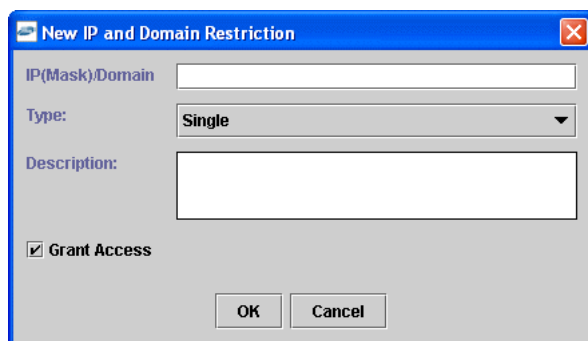 New IP and Domain Restriction
IP(Mask)/Domain
Type:
Single
Description:
Grant Access
OK
Cancel